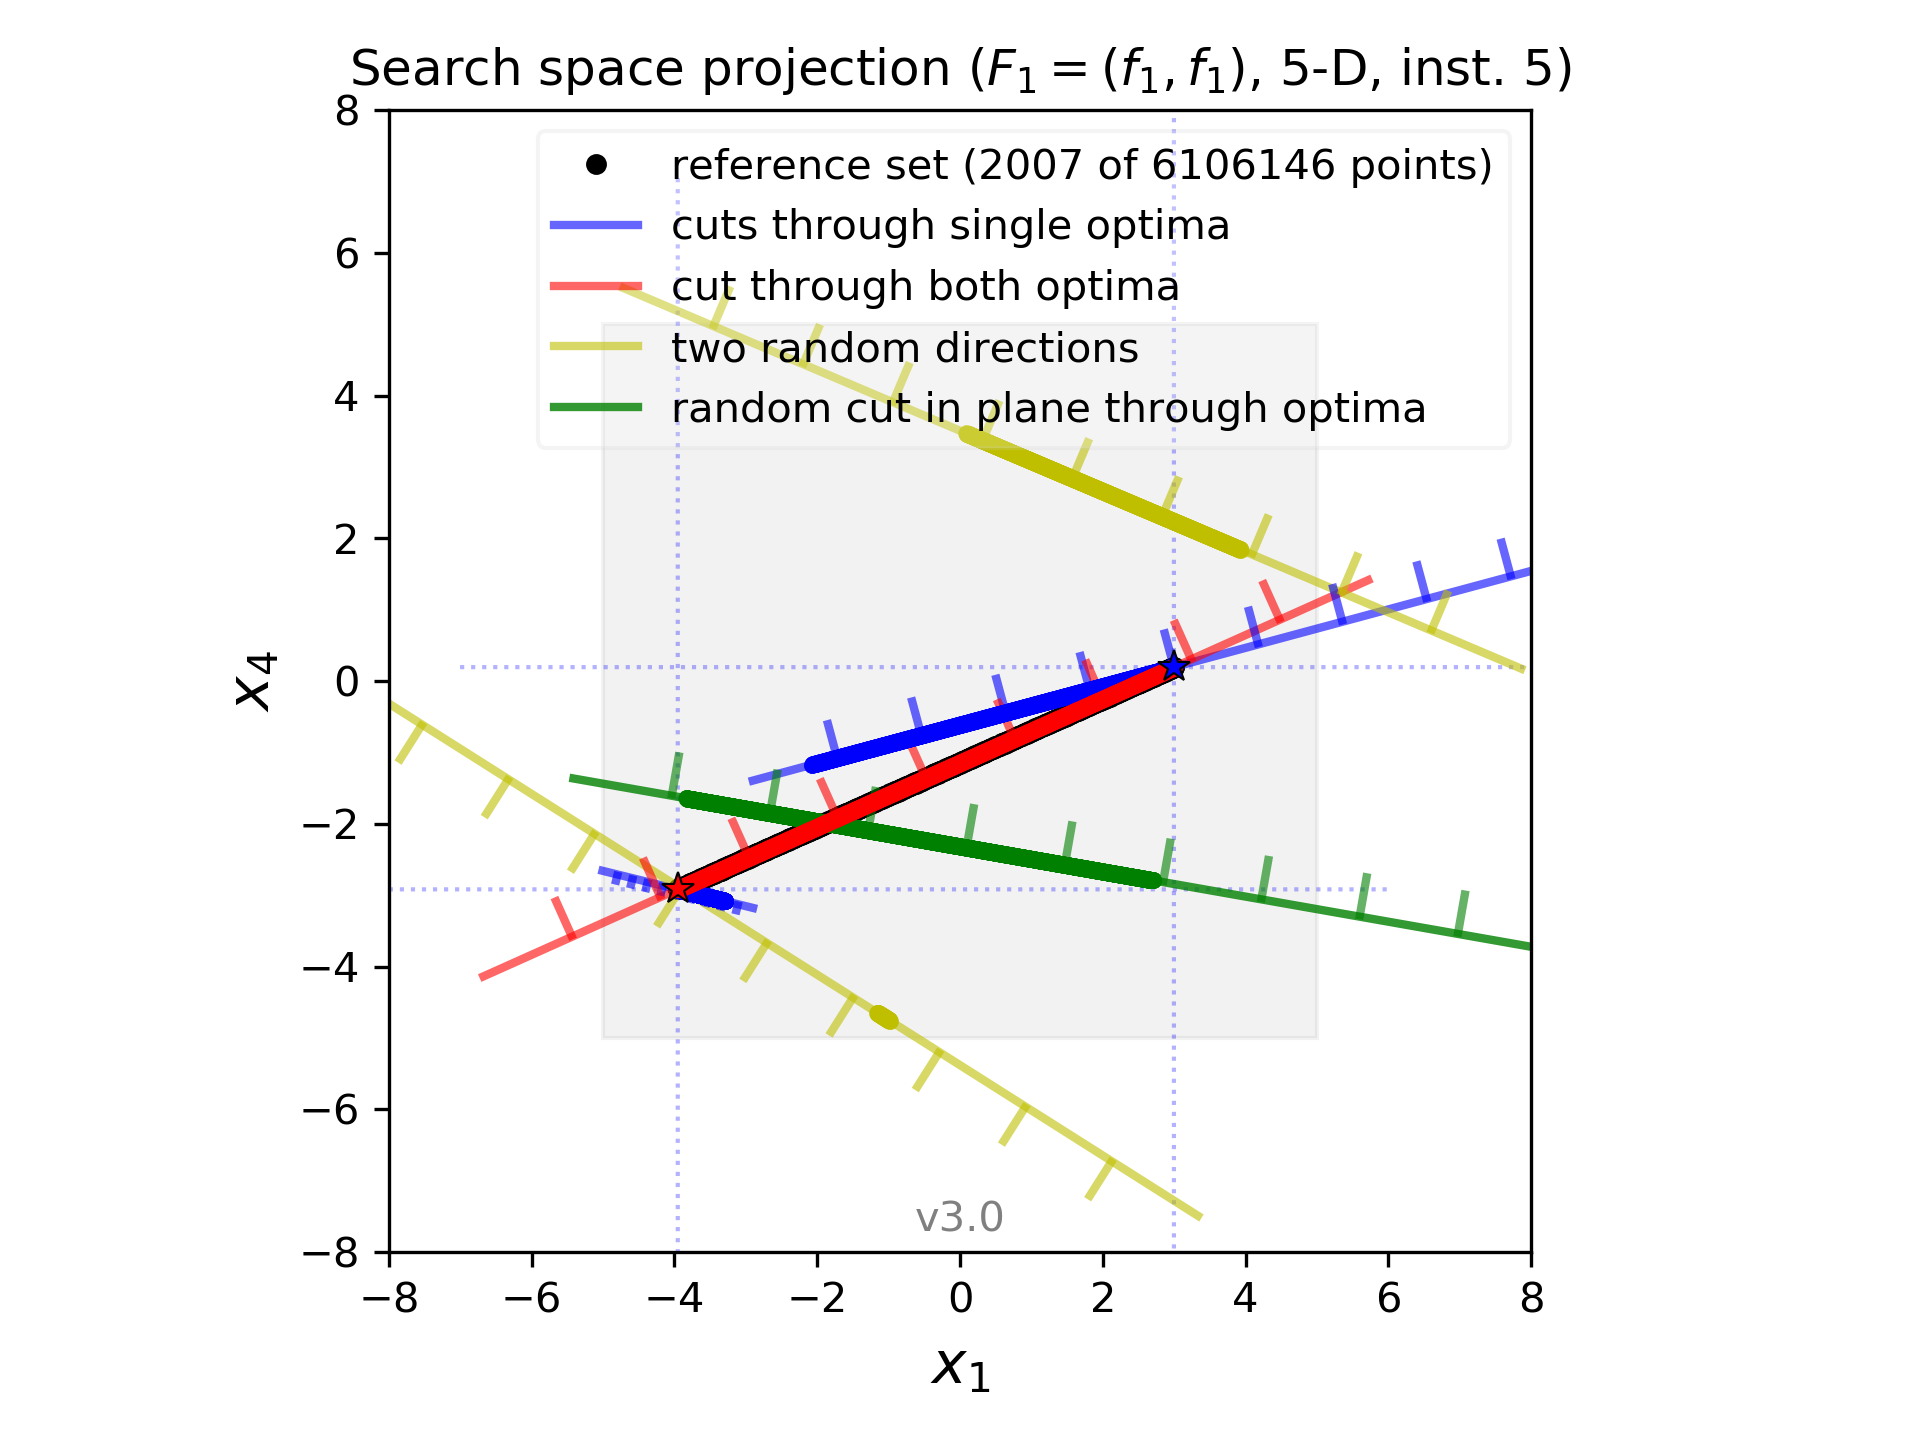 Search space projection (F₁ = (f₁, f₁), 5-D, inst. 5)
reference set (2007 of 6106146 points)
cuts through single optima
cut through both optima
two random directions
random cut in plane through optima
8
6
4
2
0
−2
−4
−6
−8
x₄
v3.0
−8 −6 −4 −2 0 2 4 6 8
x₁